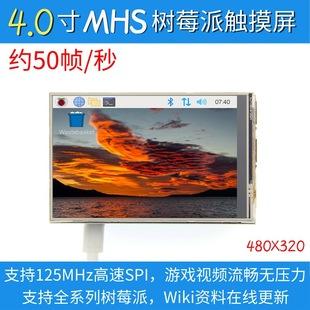 4.0寸MHS树莓派触摸屏
约50帧/秒
07:40
Wastebasket
480X320
支持125MHz高速SPI，游戏视频流畅无压力
支持全系列树莓派，Wiki资料在线更新